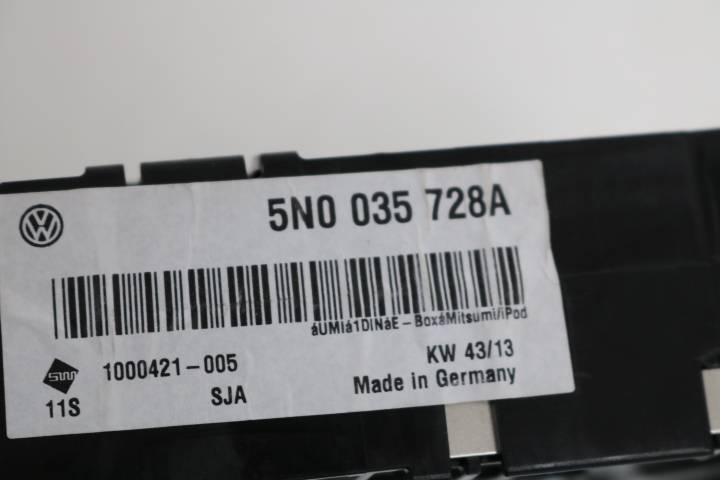 5N0 035 728A
áUMIá1DINáE-BoxáMitsumi/iPod
1000421-005
KW 43/13
11S
SJA
Made in Germany